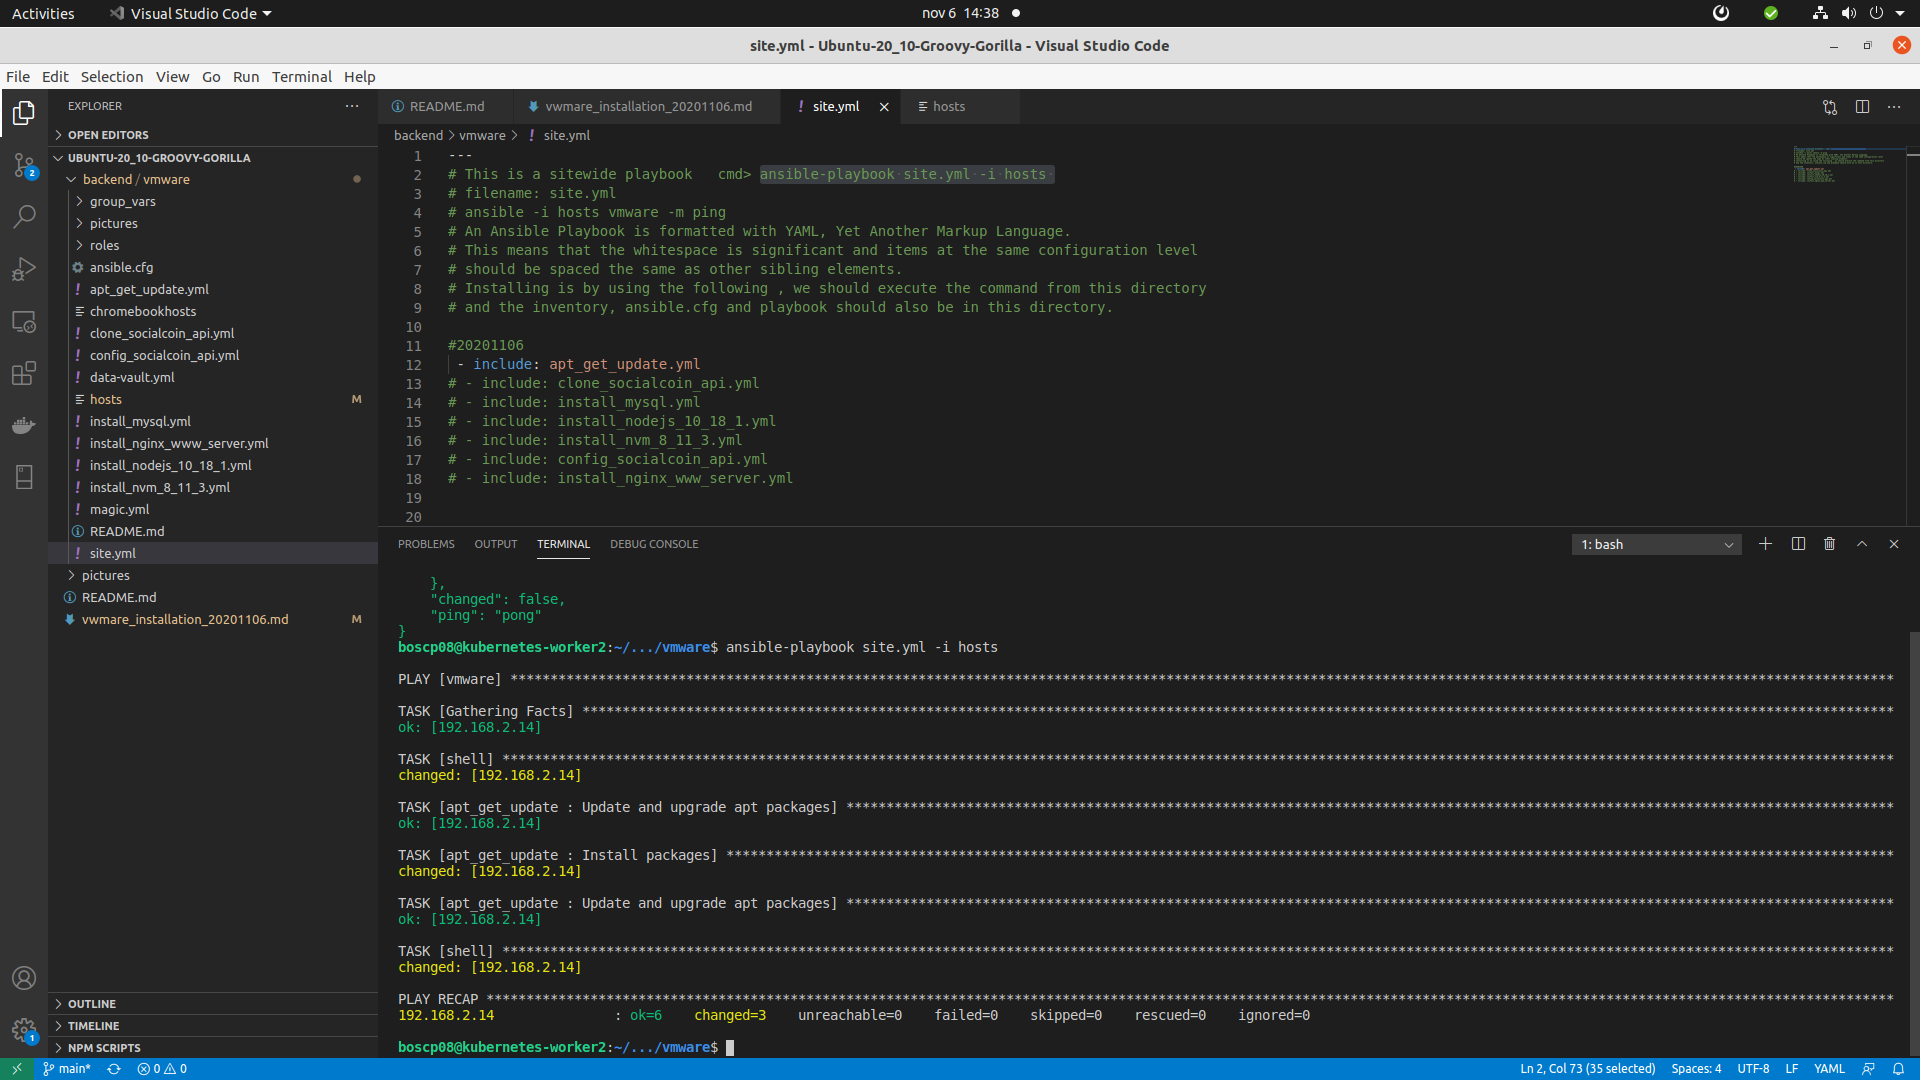 Activities
Visual Studio Code
nov 6 14:38
site.yml - Ubuntu-20_10-Groovy-Gorilla - Visual Studio Code
File Edit Selection View Go Run Terminal Help
EXPLORER
OPEN EDITORS
UBUNTU-20_10-GROOVY-GORILLA
backend / vmware
group_vars
pictures
roles
ansible.cfg
apt_get_update.yml
chromebookhosts
clone_socialcoin_api.yml
config_socialcoin_api.yml
data-vault.yml
hosts M
install_mysql.yml
install_nginx_www_server.yml
install_nodejs_10_18_1.yml
install_nvm_8_11_3.yml
magic.yml
README.md
site.yml
pictures
README.md
vwmare_installation_20201106.md M
OUTLINE
TIMELINE
NPM SCRIPTS
2
1
README.md
vwmare_installation_20201106.md
site.yml
hosts
backend > vmware > ! site.yml
1 ---
2 # This is a sitewide playbook   cmd> ansible-playbook site.yml -i hosts
3 # filename: site.yml
4 # ansible -i hosts vmware -m ping
5 # An Ansible Playbook is formatted with YAML, Yet Another Markup Language.
6 # This means that the whitespace is significant and items at the same configuration level
7 # should be spaced the same as other sibling elements.
8 # Installing is by using the following , we should execute the command from this directory
9 # and the inventory, ansible.cfg and playbook should also be in this directory.
10
11 #20201106
12  - include: apt_get_update.yml
13 # - include: clone_socialcoin_api.yml
14 # - include: install_mysql.yml
15 # - include: install_nodejs_10_18_1.yml
16 # - include: install_nvm_8_11_3.yml
17 # - include: config_socialcoin_api.yml
18 # - include: install_nginx_www_server.yml
19
20
PROBLEMS OUTPUT TERMINAL DEBUG CONSOLE
1: bash
},
"changed": false,
"ping": "pong"
}
boscp08@kubernetes-worker2:~/.../vmware$ ansible-playbook site.yml -i hosts
PLAY [vmware] ****************************************************************
TASK [Gathering Facts] ****************************************************************
ok: [192.168.2.14]
TASK [shell] ****************************************************************
changed: [192.168.2.14]
TASK [apt_get_update : Update and upgrade apt packages] ****************************************************************
ok: [192.168.2.14]
TASK [apt_get_update : Install packages] ****************************************************************
changed: [192.168.2.14]
TASK [apt_get_update : Update and upgrade apt packages] ****************************************************************
ok: [192.168.2.14]
TASK [shell] ****************************************************************
changed: [192.168.2.14]
PLAY RECAP ****************************************************************
192.168.2.14 : ok=6 changed=3 unreachable=0 failed=0 skipped=0 rescued=0 ignored=0
boscp08@kubernetes-worker2:~/.../vmware$
main* 0 0
Ln 2, Col 73 (35 selected) Spaces: 4 UTF-8 LF YAML